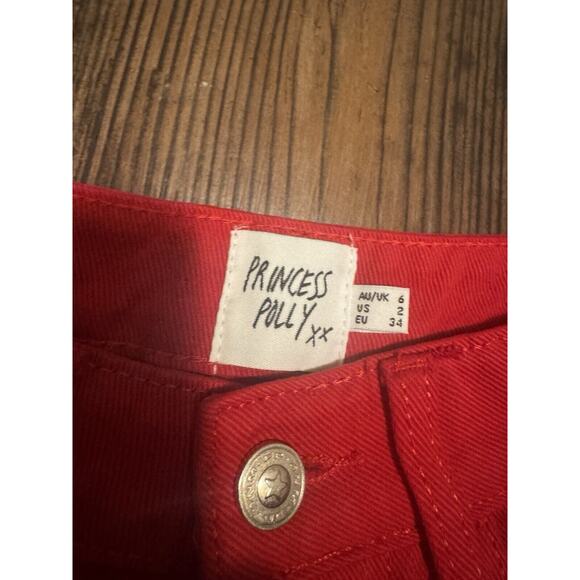 PRINCESS
POLLY xx
AU/UK 6
US 2
EU 34